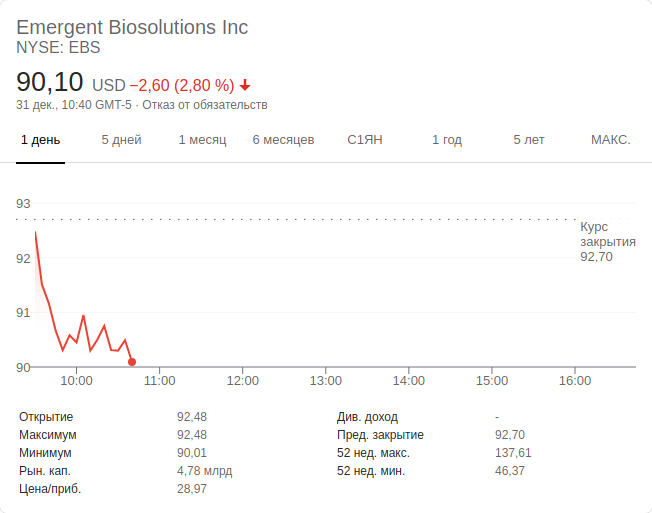 Emergent Biosolutions Inc
NYSE: EBS
90,10 USD −2,60 (2,80 %)
31 дек., 10:40 GMT-5 · Отказ от обязательств
1 день 5 дней 1 месяц 6 месяцев С1ЯН 1 год 5 лет МАКС.
93
Курс
закрытия
92,70
92
91
90
10:00 11:00 12:00 13:00 14:00 15:00 16:00
Открытие 92,48 Див. доход -
Максимум 92,48 Пред. закрытие 92,70
Минимум 90,01 52 нед. макс. 137,61
Рын. кап. 4,78 млрд 52 нед. мин. 46,37
Цена/приб. 28,97